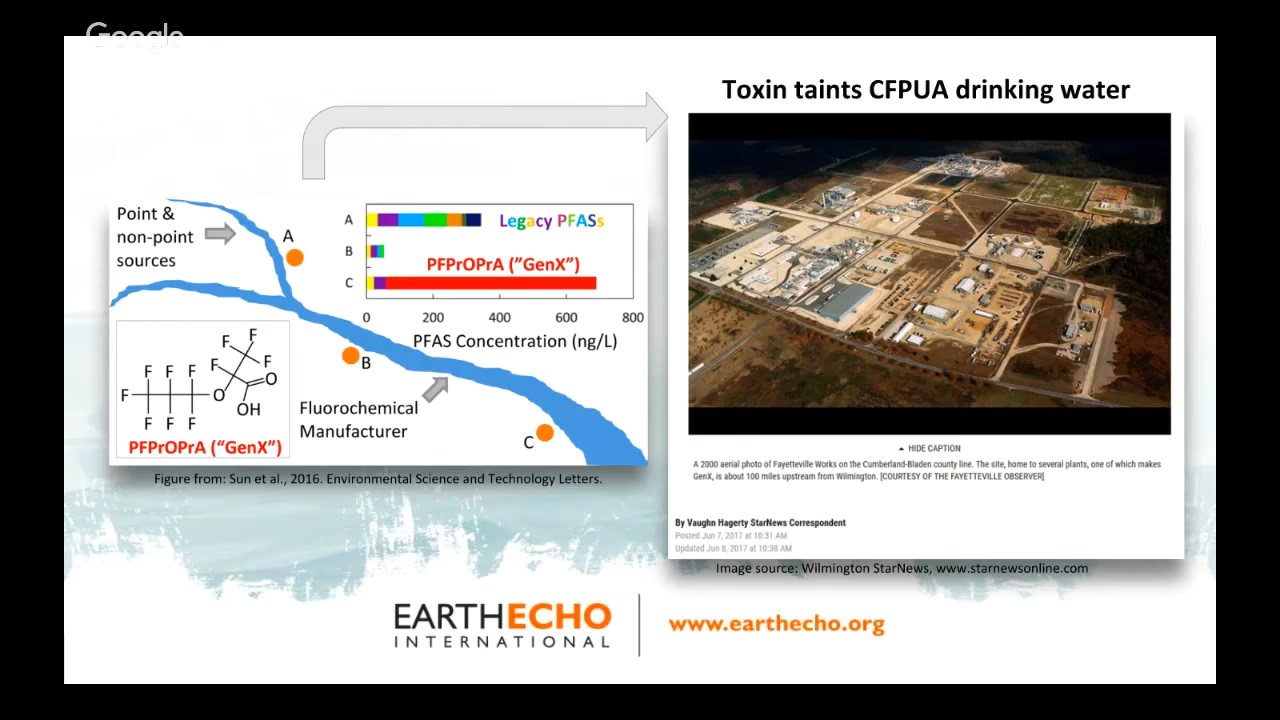 Google
Toxin taints CFPUA drinking water
Point &
non-point
sources
A
B
C
A
B
C
Legacy PFASs
PFPrOPrA ("GenX")
0
200
400
600
800
PFAS Concentration (ng/L)
F
F
F
F
F
F
F
F
F
F
F
O
O
OH
PFPrOPrA ("GenX")
Fluorochemical
Manufacturer
Figure from: Sun et al., 2016. Environmental Science and Technology Letters.
HIDE CAPTION
A 2000 aerial photo of Fayetteville Works on the Cumberland-Bladen county line. The site, home to several plants, one of which makes
GenX, is about 100 miles upstream from Wilmington. [COURTESY OF THE FAYETTEVILLE OBSERVER]
By Vaughn Hagerty StarNews Correspondent
Posted Jun 7, 2017 at 10:31 AM
Updated Jun 8, 2017 at 10:38 AM
Image source: Wilmington StarNews, www.starnewsonline.com
EARTHECHO
INTERNATIONAL
www.earthecho.org